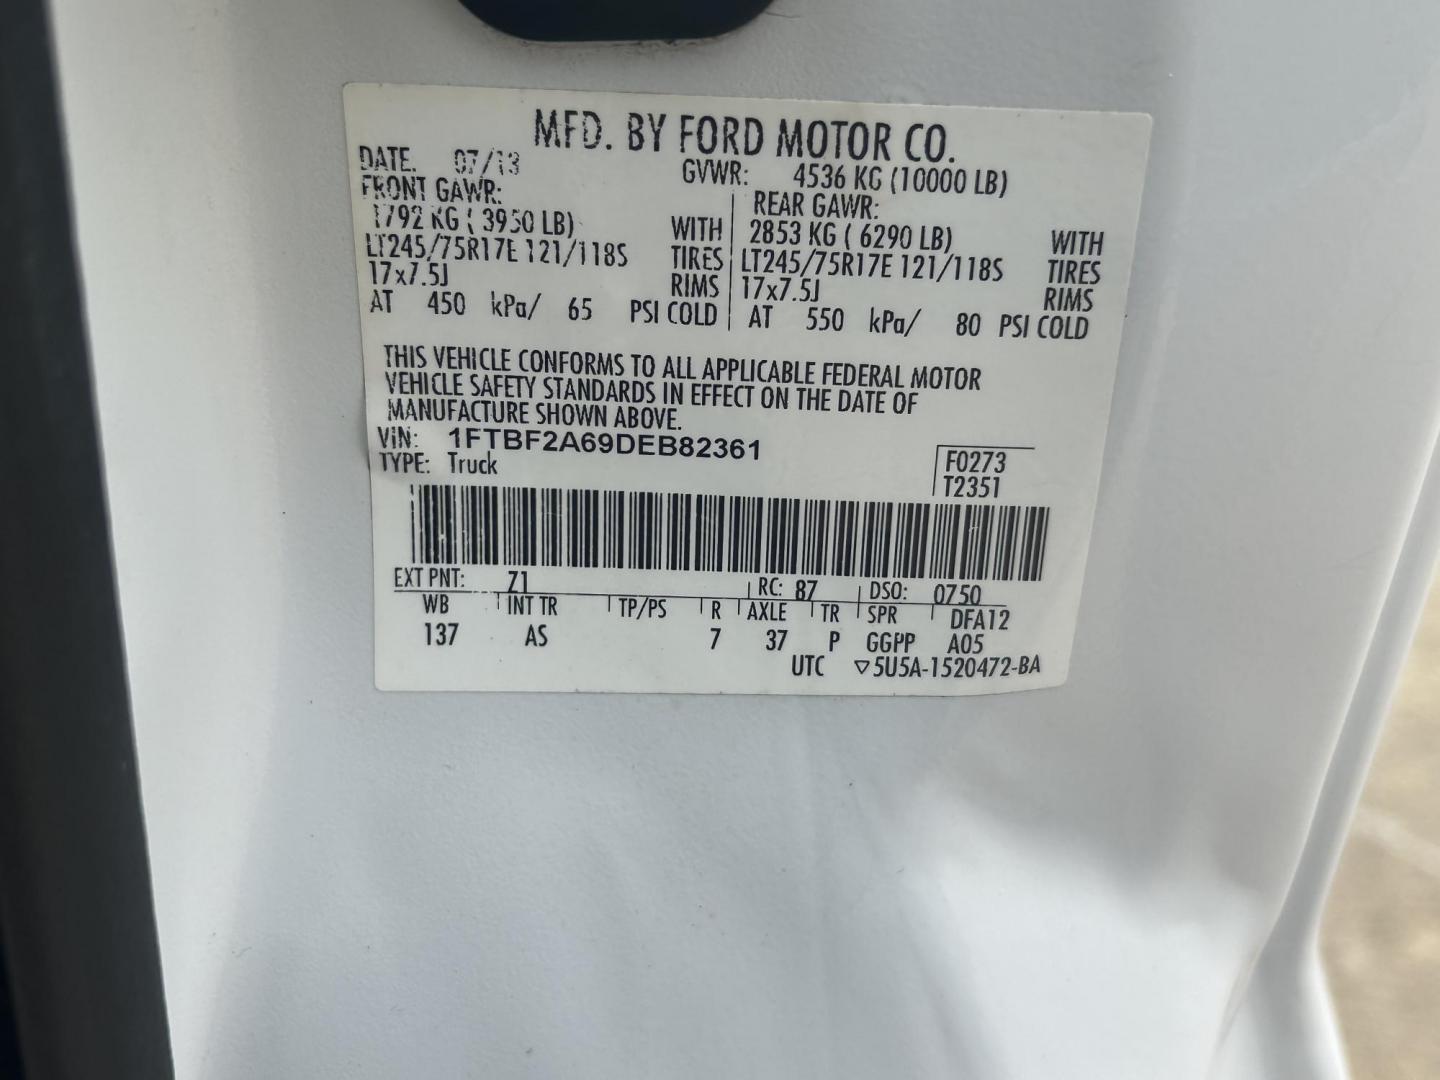 MFD. BY FORD MOTOR CO.
DATE. 07/13 GVWR: 4536 KG (10000 LB)
FRONT GAWR: REAR GAWR:
1792 KG ( 3950 LB) WITH 2853 KG ( 6290 LB) WITH
LT245/75R17E 121/118S TIRES LT245/75R17E 121/118S TIRES
17x7.5J RIMS 17x7.5J RIMS
AT 450 kPa/ 65 PSI COLD AT 550 kPa/ 80 PSI COLD
THIS VEHICLE CONFORMS TO ALL APPLICABLE FEDERAL MOTOR
VEHICLE SAFETY STANDARDS IN EFFECT ON THE DATE OF
MANUFACTURE SHOWN ABOVE.
VIN: 1FTBF2A69DEB82361
TYPE: Truck
F0273
T2351
EXT PNT: Z1 RC: 87 DSO: 0750
WB INT TR TP/PS R AXLE TR SPR DFA12
137 AS 7 37 P GGPP A05
UTC ▽5U5A-1520472-BA